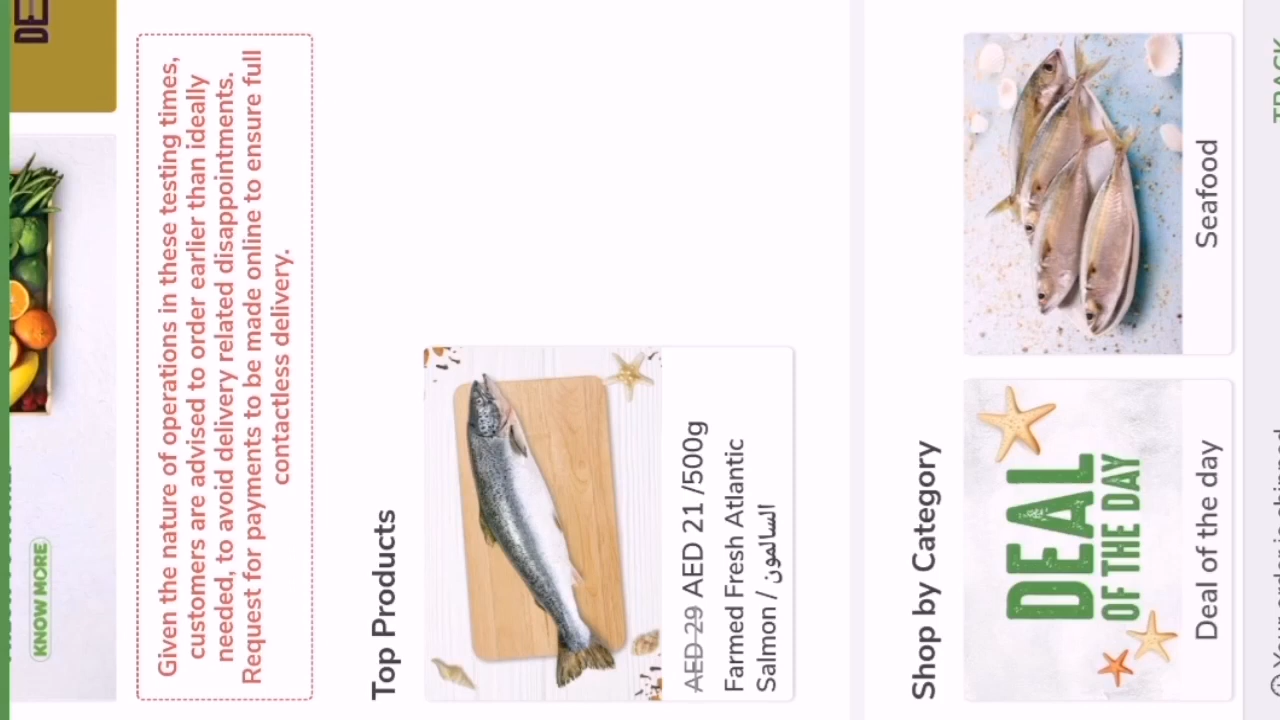 KNOW MORE
Given the nature of operations in these testing times,
customers are advised to order earlier than ideally
needed, to avoid delivery related disappointments.
Request for payments to be made online to ensure full
contactless delivery.
Top Products
AED 29 AED 21 /500g
Farmed Fresh Atlantic
Salmon / السالمون
Shop by Category
DEAL
OF THE DAY
Deal of the day
Seafood
TRACK